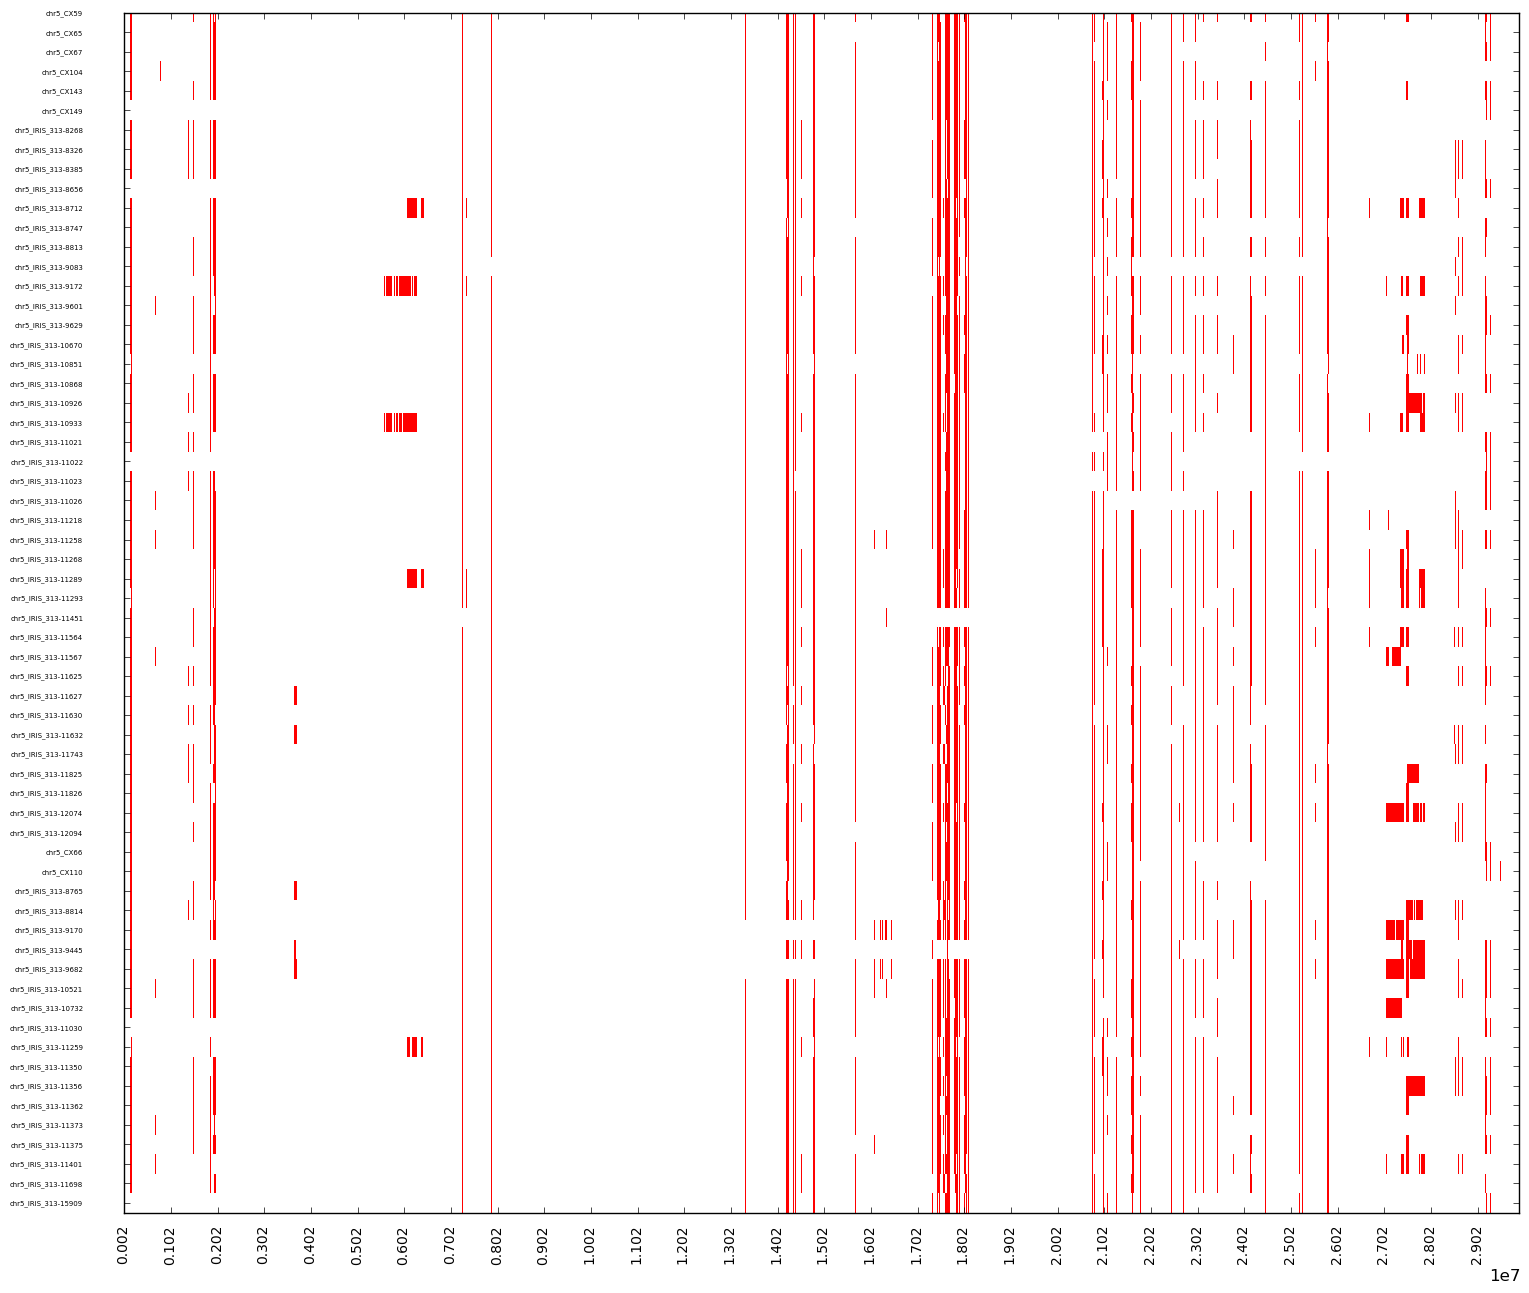 chr5_CX59
chr5_CX65
chr5_CX67
chr5_CX104
chr5_CX143
chr5_CX149
chr5_IRIS_313-8268
chr5_IRIS_313-8326
chr5_IRIS_313-8385
chr5_IRIS_313-8656
chr5_IRIS_313-8712
chr5_IRIS_313-8747
chr5_IRIS_313-8813
chr5_IRIS_313-9083
chr5_IRIS_313-9172
chr5_IRIS_313-9601
chr5_IRIS_313-9629
chr5_IRIS_313-10670
chr5_IRIS_313-10851
chr5_IRIS_313-10868
chr5_IRIS_313-10926
chr5_IRIS_313-10933
chr5_IRIS_313-11021
chr5_IRIS_313-11022
chr5_IRIS_313-11023
chr5_IRIS_313-11026
chr5_IRIS_313-11218
chr5_IRIS_313-11258
chr5_IRIS_313-11268
chr5_IRIS_313-11289
chr5_IRIS_313-11293
chr5_IRIS_313-11451
chr5_IRIS_313-11564
chr5_IRIS_313-11567
chr5_IRIS_313-11625
chr5_IRIS_313-11627
chr5_IRIS_313-11630
chr5_IRIS_313-11632
chr5_IRIS_313-11743
chr5_IRIS_313-11825
chr5_IRIS_313-11826
chr5_IRIS_313-12074
chr5_IRIS_313-12094
chr5_CX66
chr5_CX110
chr5_IRIS_313-8765
chr5_IRIS_313-8814
chr5_IRIS_313-9170
chr5_IRIS_313-9445
chr5_IRIS_313-9682
chr5_IRIS_313-10521
chr5_IRIS_313-10732
chr5_IRIS_313-11030
chr5_IRIS_313-11259
chr5_IRIS_313-11350
chr5_IRIS_313-11356
chr5_IRIS_313-11362
chr5_IRIS_313-11373
chr5_IRIS_313-11375
chr5_IRIS_313-11401
chr5_IRIS_313-11698
chr5_IRIS_313-15909
0.002 0.102 0.202 0.302 0.402 0.502 0.602 0.702 0.802 0.902 1.002 1.102 1.202 1.302 1.402 1.502 1.602 1.702 1.802 1.902 2.002 2.102 2.202 2.302 2.402 2.502 2.602 2.702 2.802 2.902
1e7